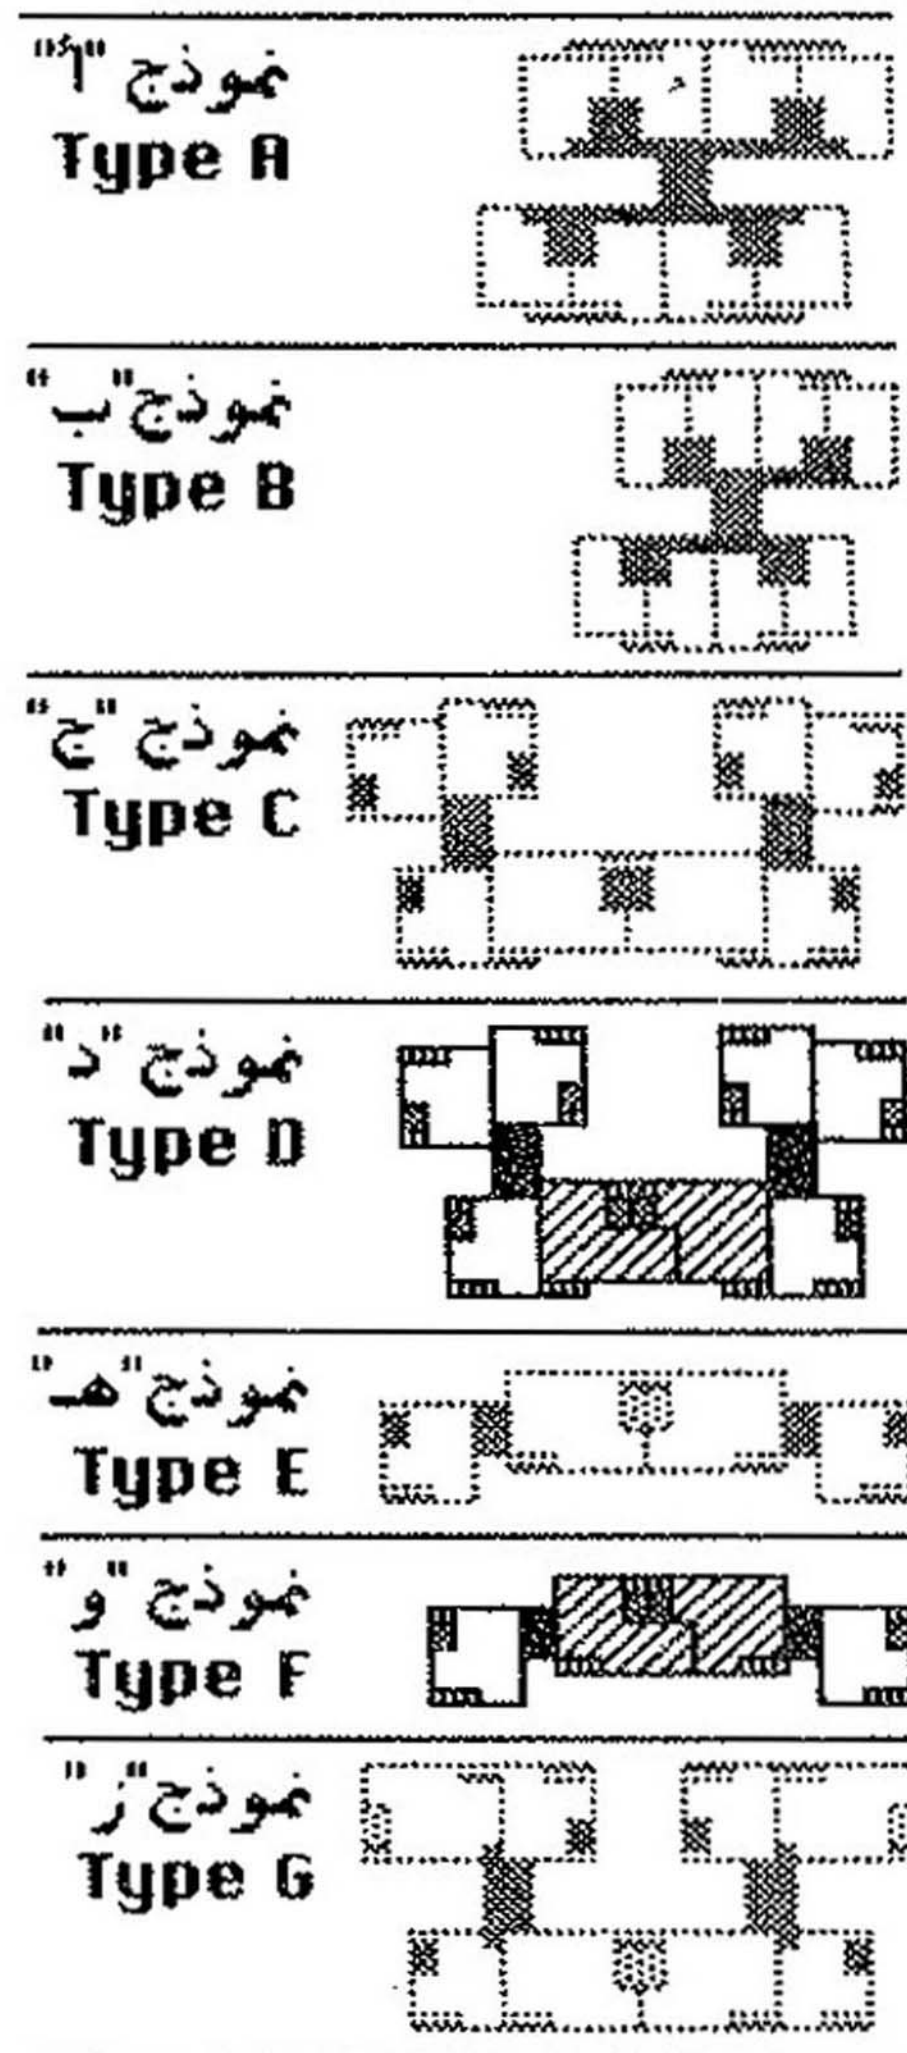 نموذج "أ"
Type A
نموذج "ب"
Type B
نموذج "ج"
Type C
نموذج "د"
Type D
نموذج "هـ"
Type E
نموذج "و"
Type F
نموذج "ز"
Type G